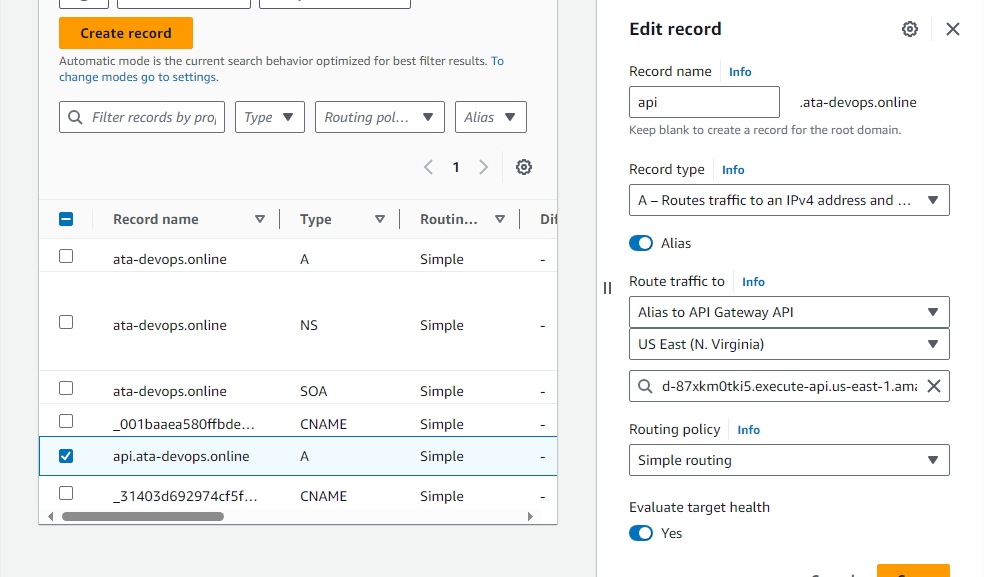 Create record
Automatic mode is the current search behavior optimized for best filter results. To
change modes go to settings.
Filter records by pro
Type
Routing pol...
Alias
1
Record name
Type
Routin...
Dif
ata-devops.online A Simple -
ata-devops.online NS Simple -
ata-devops.online SOA Simple -
_001baaea580ffbde... CNAME Simple -
api.ata-devops.online A Simple -
_31403d692974cf5f... CNAME Simple -
Edit record
Record name Info
api .ata-devops.online
Keep blank to create a record for the root domain.
Record type Info
A – Routes traffic to an IPv4 address and ...
Alias
Route traffic to Info
Alias to API Gateway API
US East (N. Virginia)
d-87xkm0tki5.execute-api.us-east-1.ama
Routing policy Info
Simple routing
Evaluate target health
Yes